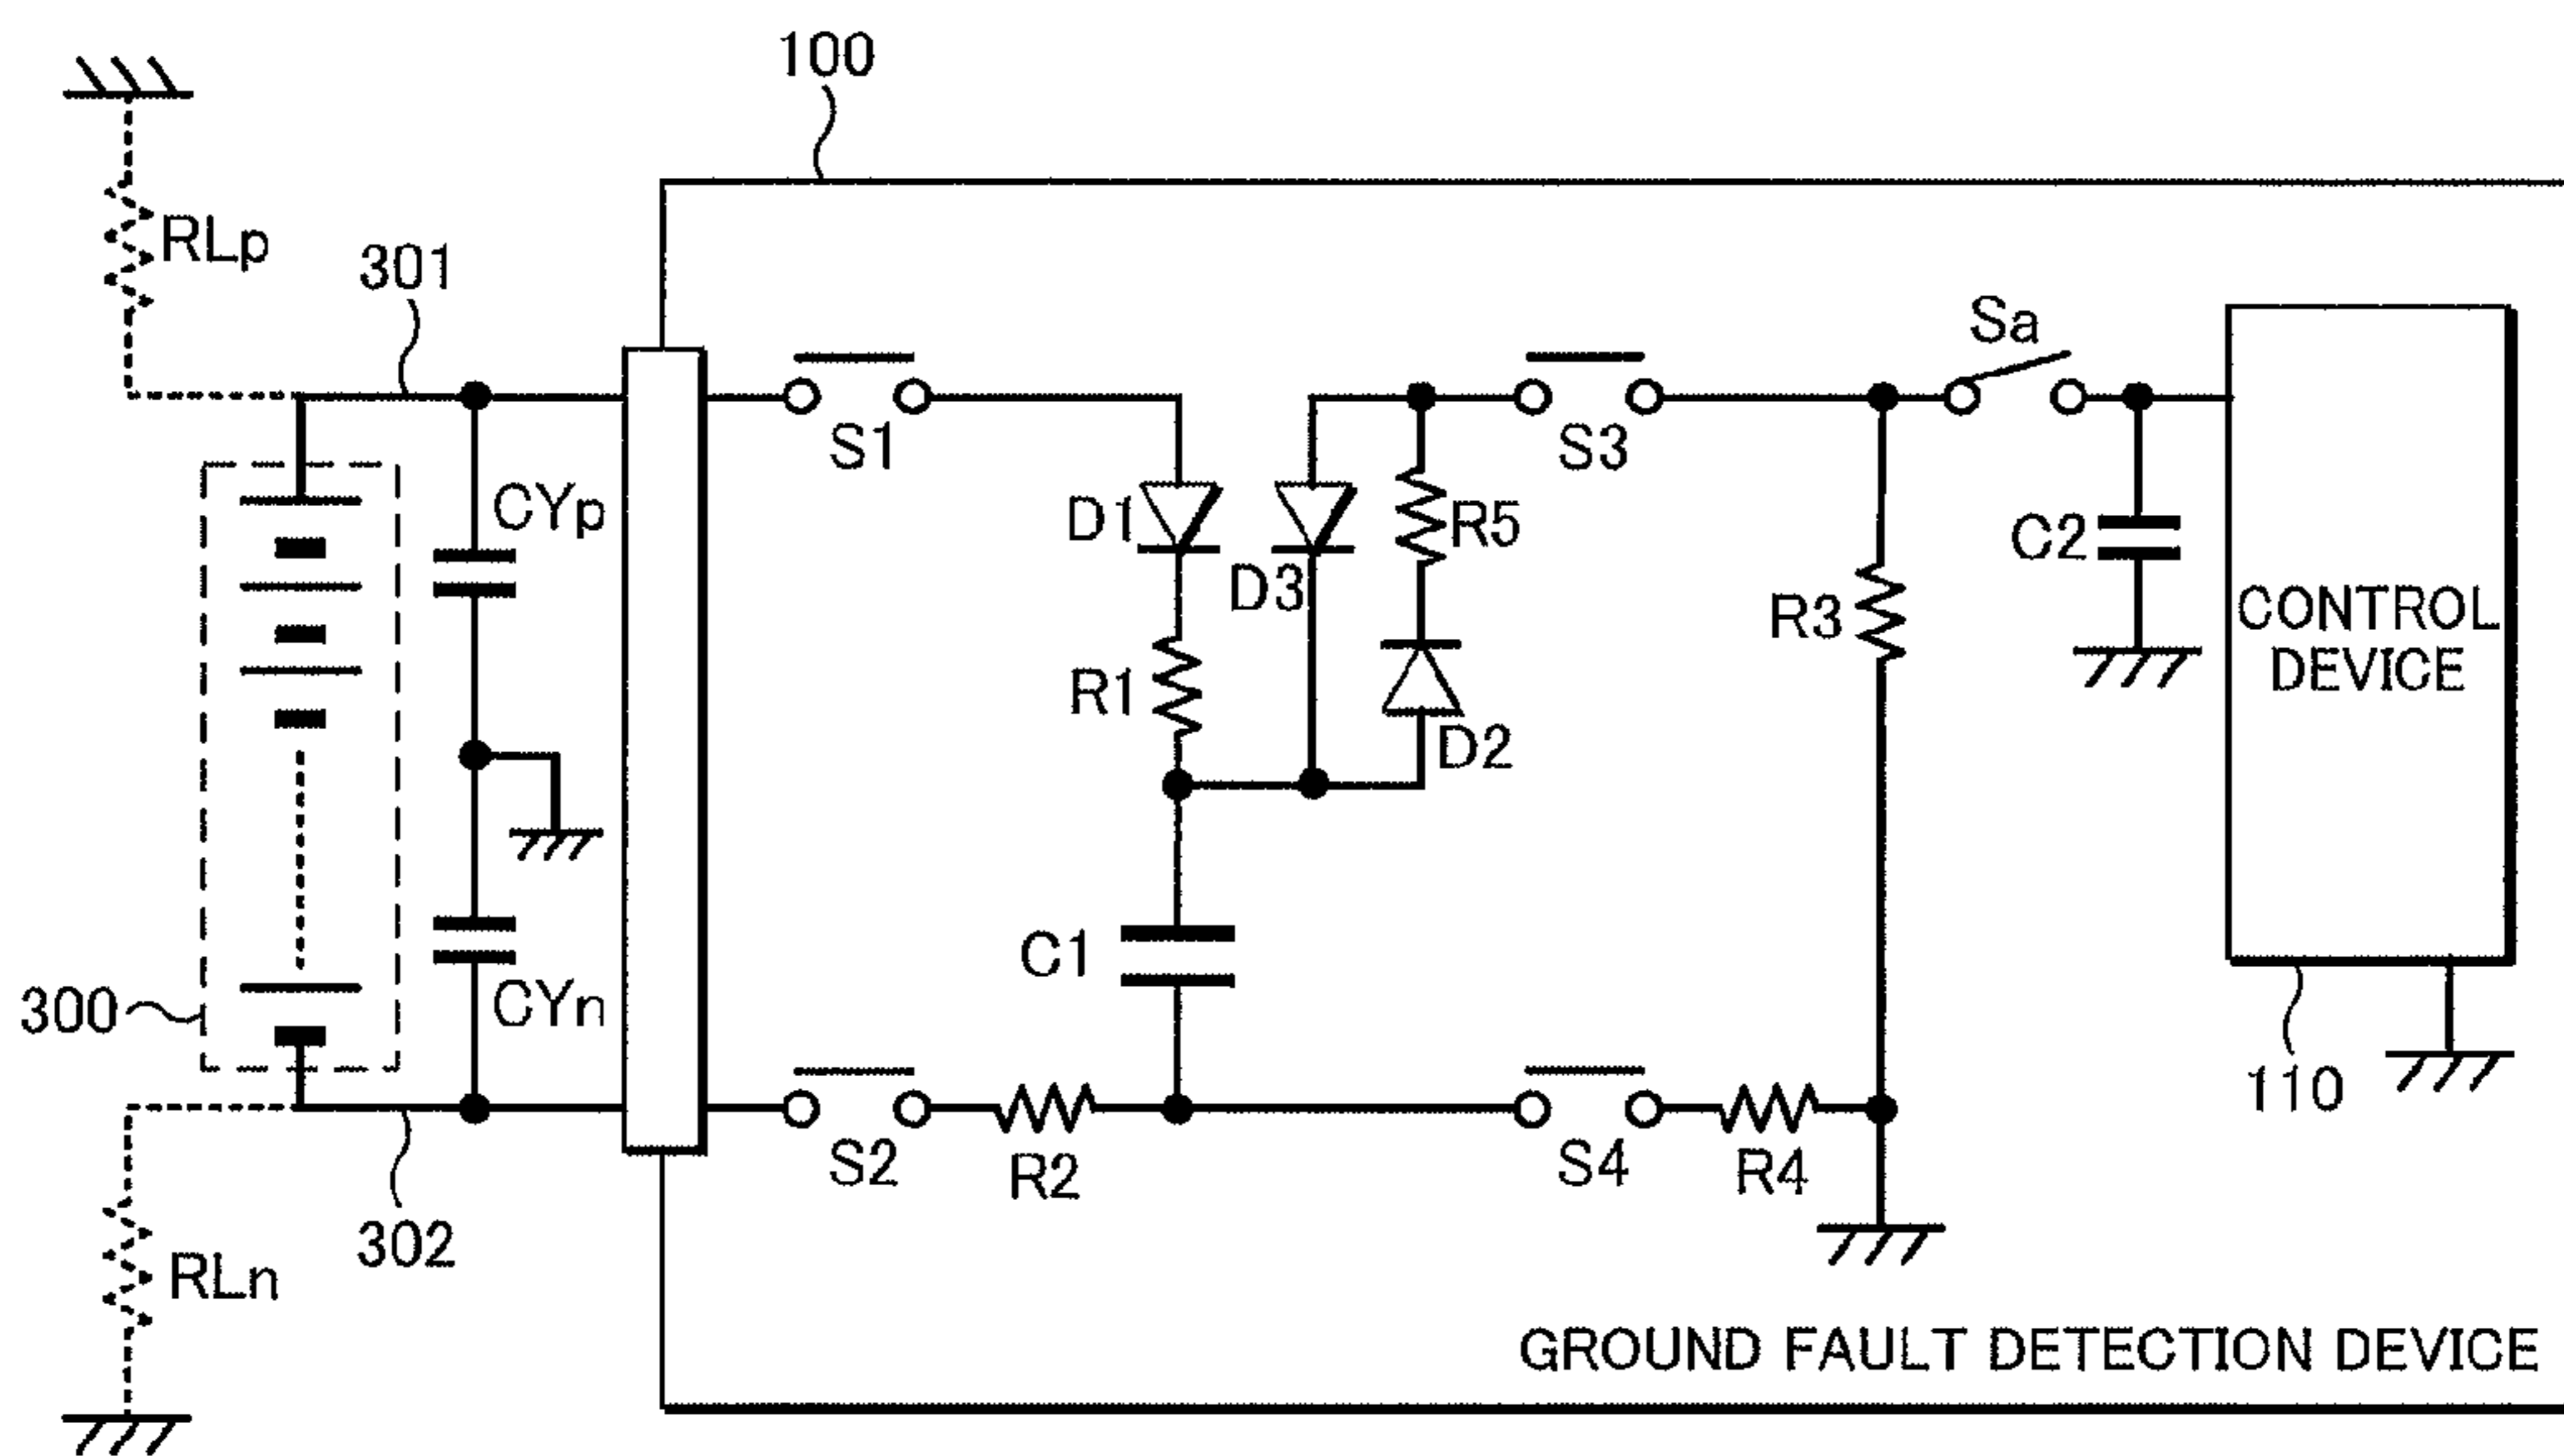 100
RLp
301
Sa
S1
S3
CYp
D1
R5
D3
C2
R3
CONTROL
DEVICE
R1
D2
C1
300
CYn
110
S2
R2
S4
R4
302
RLn
GROUND FAULT DETECTION DEVICE